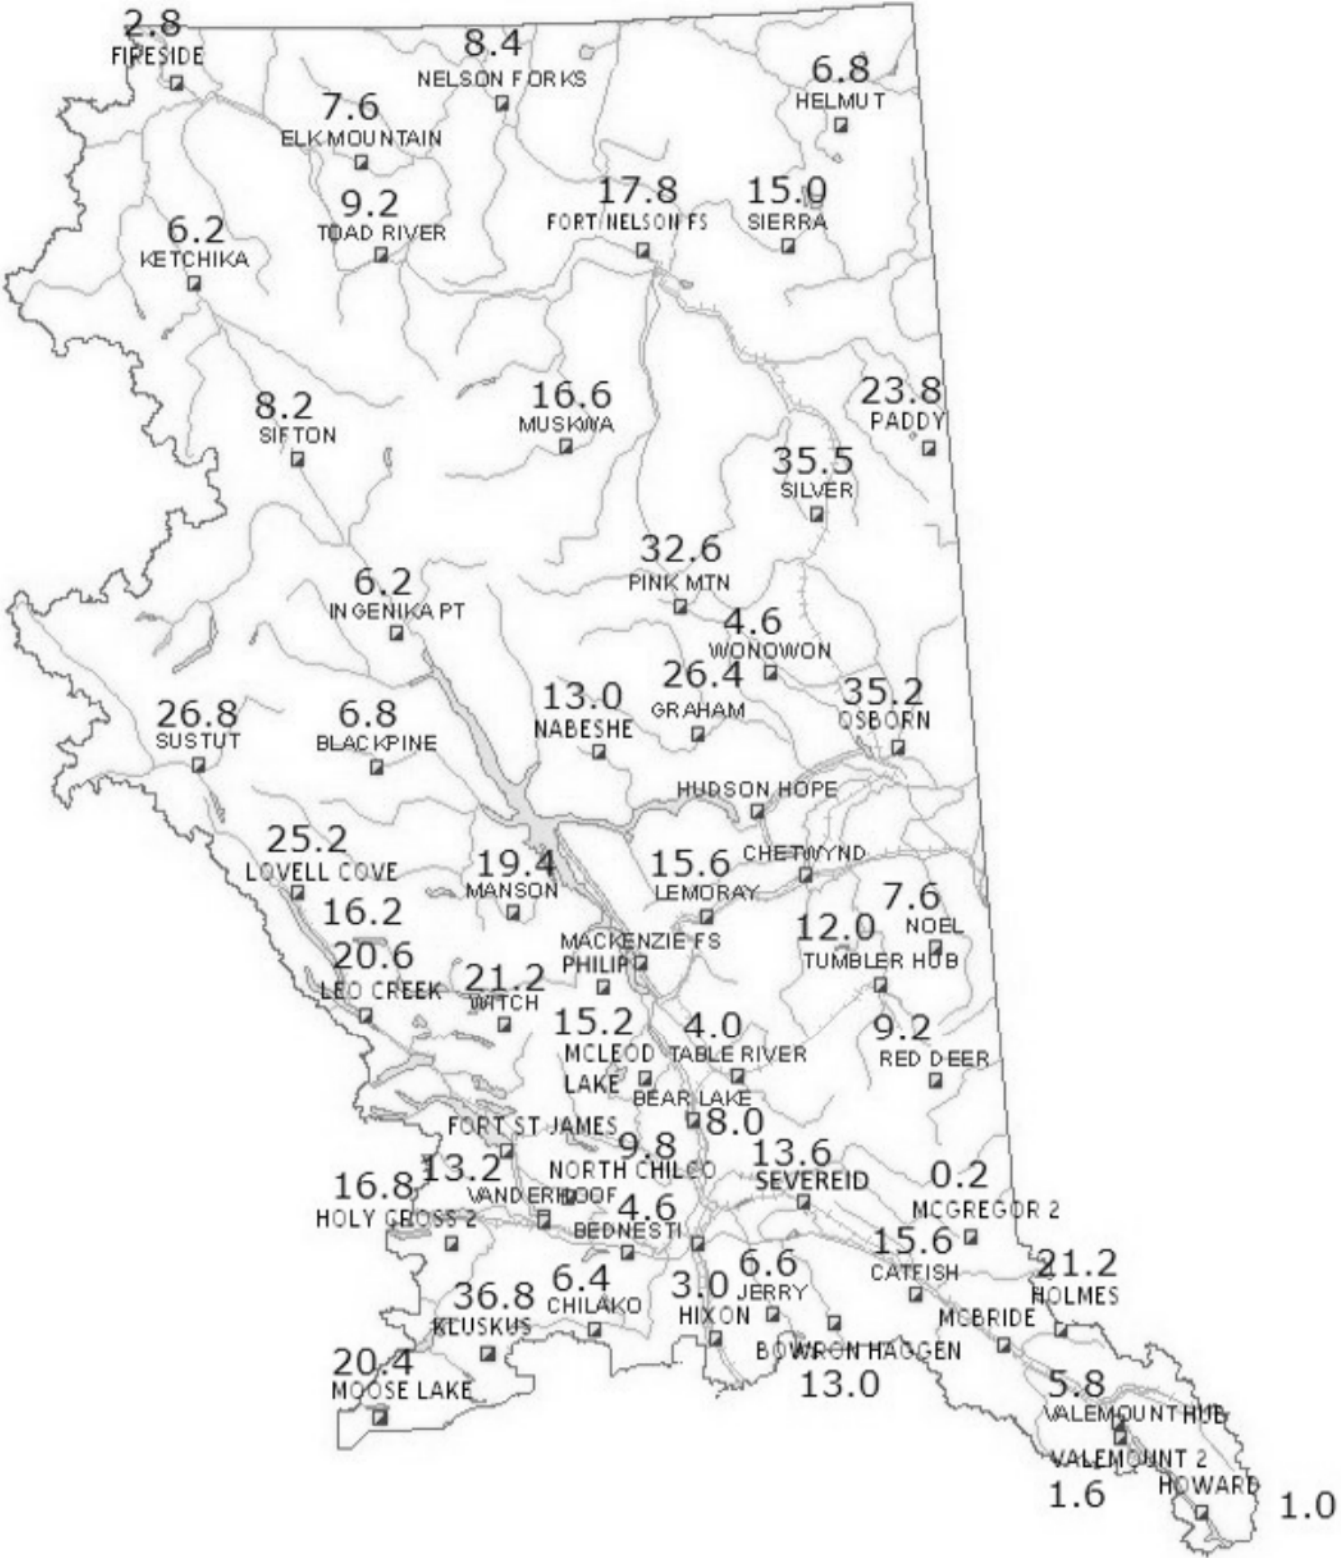 2.8
FIRESIDE
8.4
NELSON FORKS
6.8
HELMUT
7.6
ELK MOUNTAIN
9.2
TOAD RIVER
17.8
FORT NELSON FS
15.0
SIERRA
6.2
KETCHIKA
8.2
SIFTON
16.6
MUSKWA
23.8
PADDY
35.5
SILVER
32.6
PINK MTN
6.2
INGENIKA PT
4.6
WONOWON
26.4
GRAHAM
35.2
OSBORN
13.0
NABESHE
26.8
SUSTUT
6.8
BLACKPINE
HUDSON HOPE
25.2
LOVELL COVE
19.4
MANSON
15.6
LEMORAY
CHETWYND
16.2
7.6
NOEL
12.0
TUMBLER HUB
20.6
LEO CREEK
21.2
WITCH
MACKENZIE FS
PHILIP
15.2
MCLEOD
LAKE
4.0
TABLE RIVER
9.2
RED DEER
BEAR LAKE
8.0
FORT ST JAMES
9.8
NORTH CHILCO
13.6
SEVEREID
13.2
VANDERHOOF
0.2
MCGREGOR 2
16.8
HOLY CROSS 2
4.6
BEDNESTI
15.6
CATFISH
21.2
HOLMES
36.8
KLUSKUS
6.4
CHILAKO
3.0
HIXON
6.6
JERRY
MCBRIDE
BOWRON HAGGEN
13.0
20.4
MOOSE LAKE
5.8
VALEMOUNT HUB
VALEMOUNT 2
1.6
HOWARD
1.0